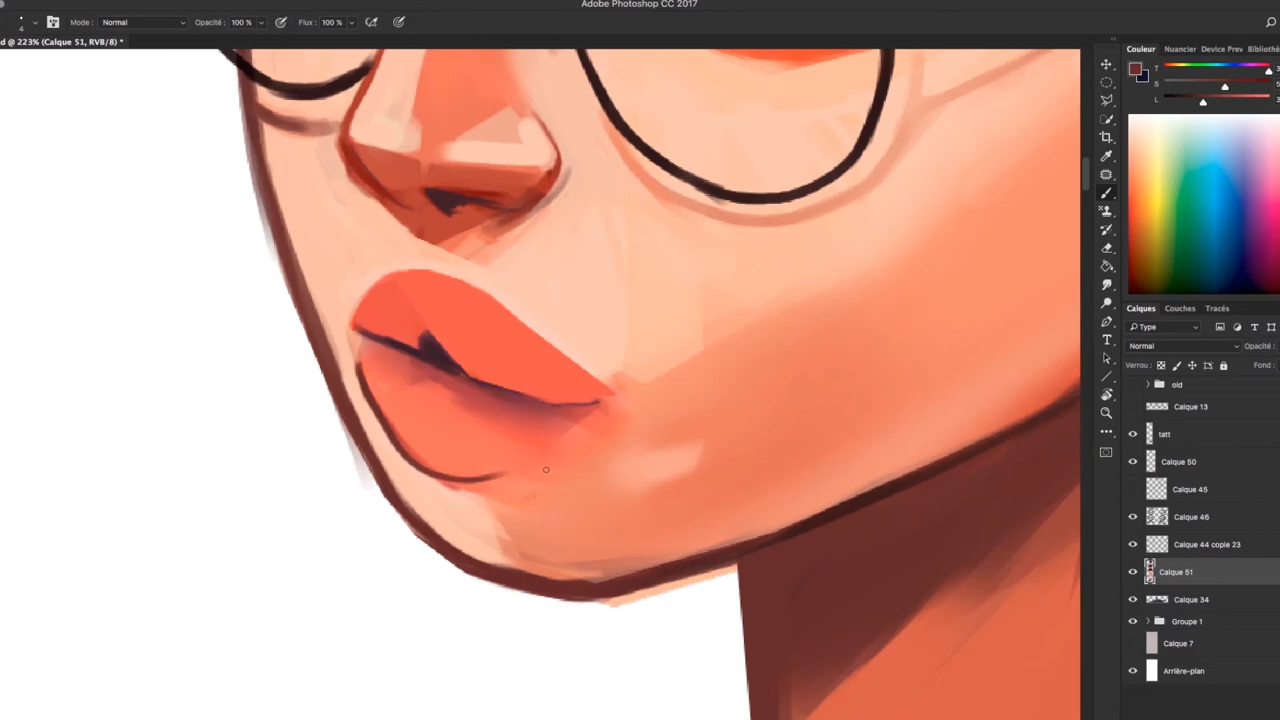 Adobe Photoshop CC 2017
4
Mode : Normal
Opacité : 100 %
Flux : 100 %
d @ 223% (Calque 51, RVB/8) *
Couleur Nuancier Device Prev Bibliothè
T
S
L
Calques Couches Tracés
Type
Normal Opacité :
Verrou : Fond :
old
Calque 13
tatt
Calque 50
Calque 45
Calque 46
Calque 44 copie 23
Calque 51
Calque 34
Groupe 1
Calque 7
Arrière-plan